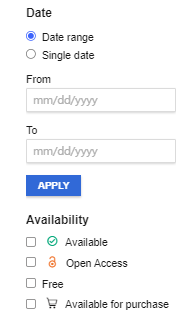 Date
Date range
Single date
From
mm/dd/yyyy
To
mm/dd/yyyy
APPLY
Availability
Available
Open Access
Free
Available for purchase